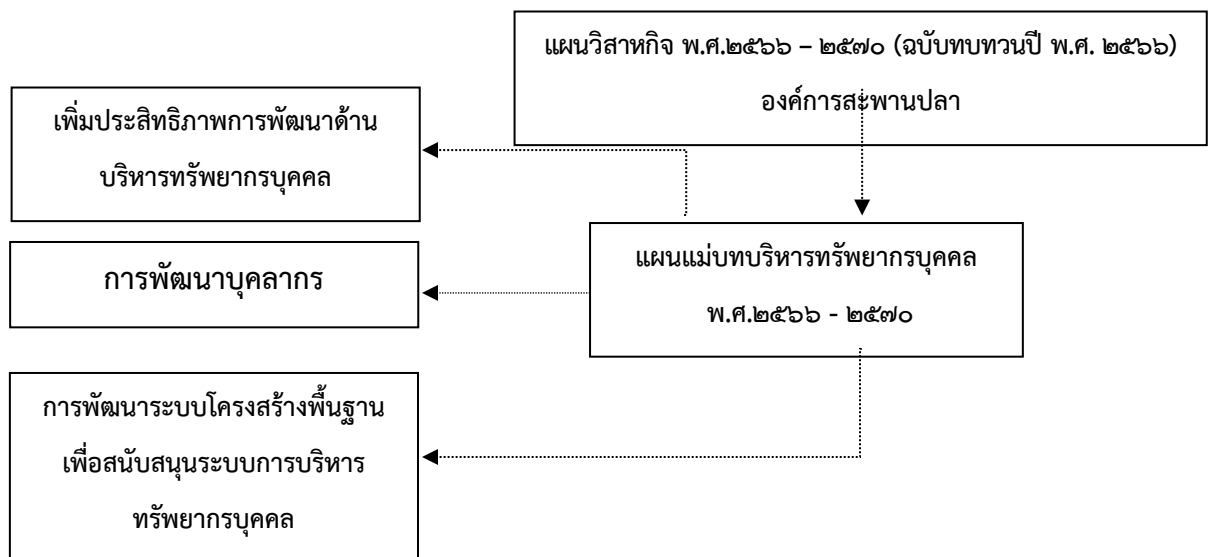 แผนวิสาหกิจ พ.ศ.๒๕๖๖ – ๒๕๗๐ (ฉบับทบทวนปี พ.ศ. ๒๕๖๖)
องค์การสะพานปลา
เพิ่มประสิทธิภาพการพัฒนาด้าน
บริหารทรัพยากรบุคคล
แผนแม่บทบริหารทรัพยากรบุคคล
พ.ศ.๒๕๖๖ - ๒๕๗๐
การพัฒนาบุคลากร
การพัฒนาระบบโครงสร้างพื้นฐาน
เพื่อสนับสนุนระบบการบริหาร
ทรัพยากรบุคคล